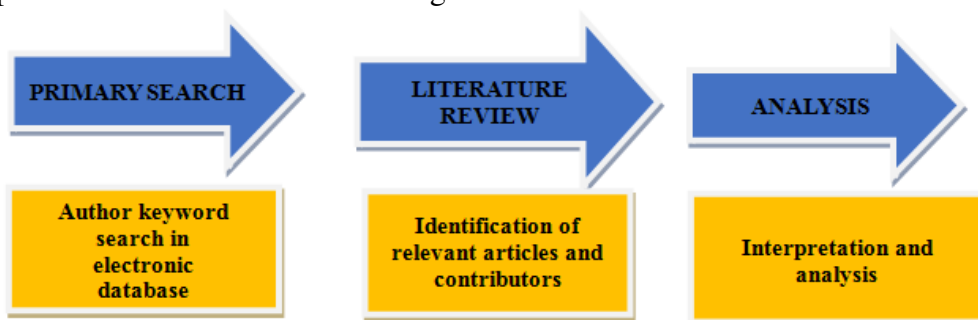 PRIMARY SEARCH
LITERATURE
REVIEW
ANALYSIS
Author keyword
search in
electronic
database
Identification of
relevant articles and
contributors
Interpretation and
analysis